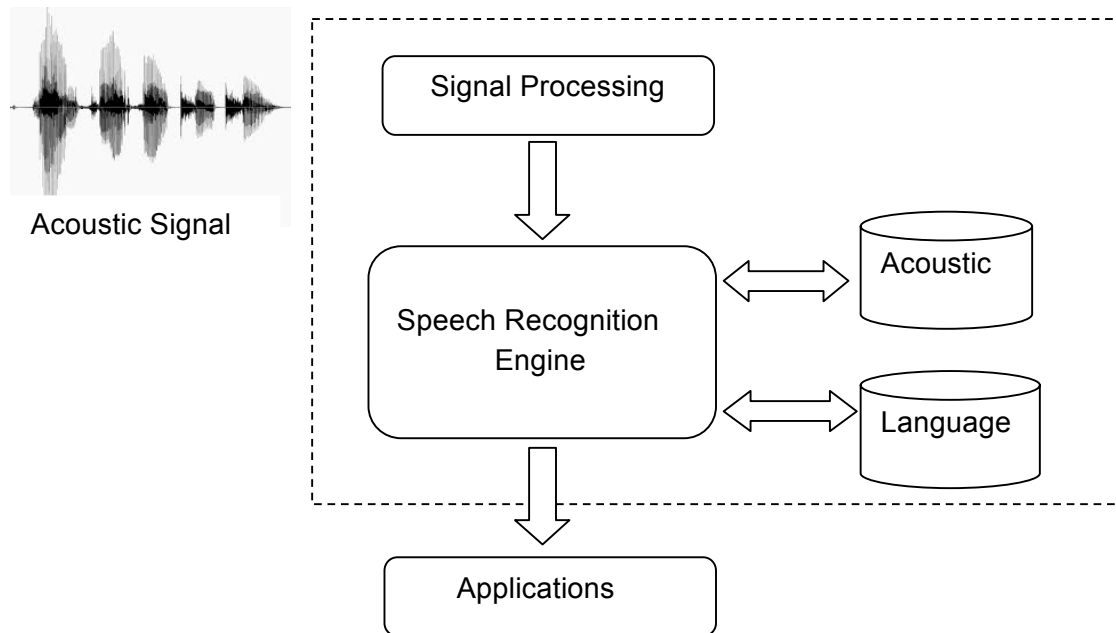 Acoustic Signal
Signal Processing
Speech Recognition
Engine
Acoustic
Language
Applications